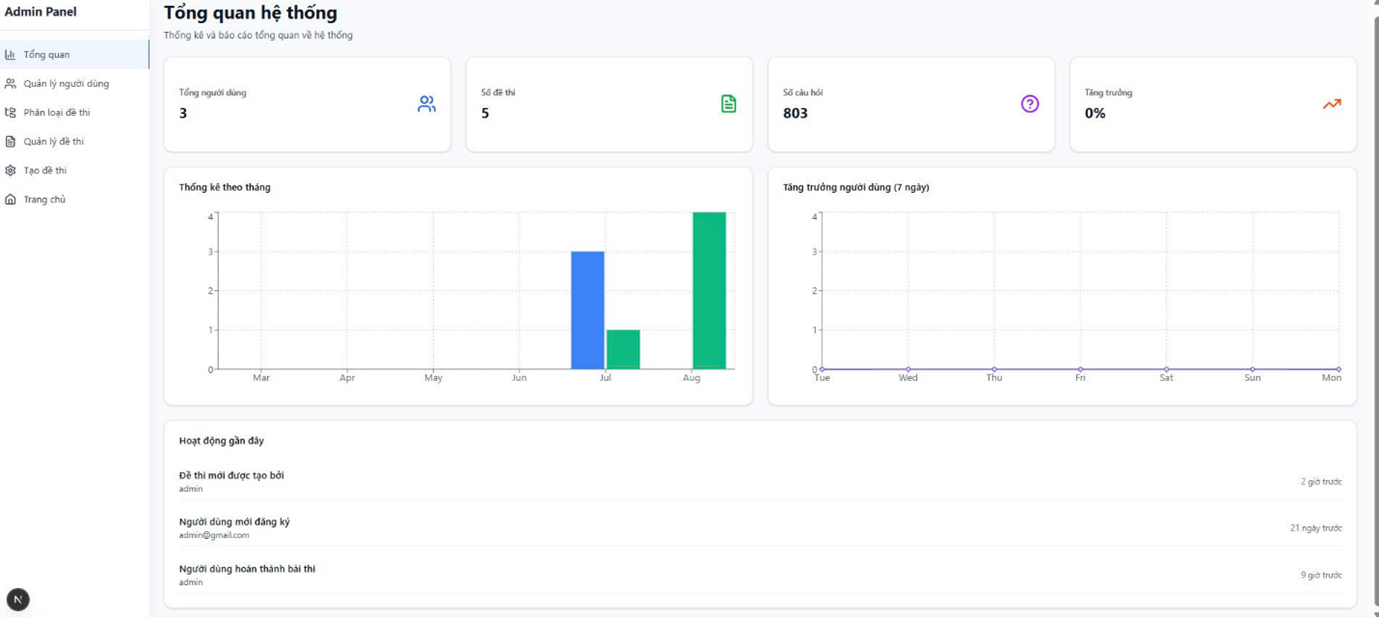 Admin Panel
Tổng quan
Quản lý người dùng
Phân loại đề thi
Quản lý đề thi
Tạo đề thi
Trang chủ
N
Tổng quan hệ thống
Thống kê và báo cáo tổng quan về hệ thống
Tổng người dùng
3
Số đề thi
5
Số câu hỏi
803
Tăng trưởng
0%
Thống kê theo tháng
4
3
2
1
0
Mar Apr May Jun Jul Aug
Tăng trưởng người dùng (7 ngày)
4
3
2
1
0
Tue Wed Thu Fri Sat Sun Mon
Hoạt động gần đây
Đề thi mới được tạo bởi
admin
2 giờ trước
Người dùng mới đăng ký
admin@gmail.com
21 ngày trước
Người dùng hoàn thành bài thi
admin
9 giờ trước